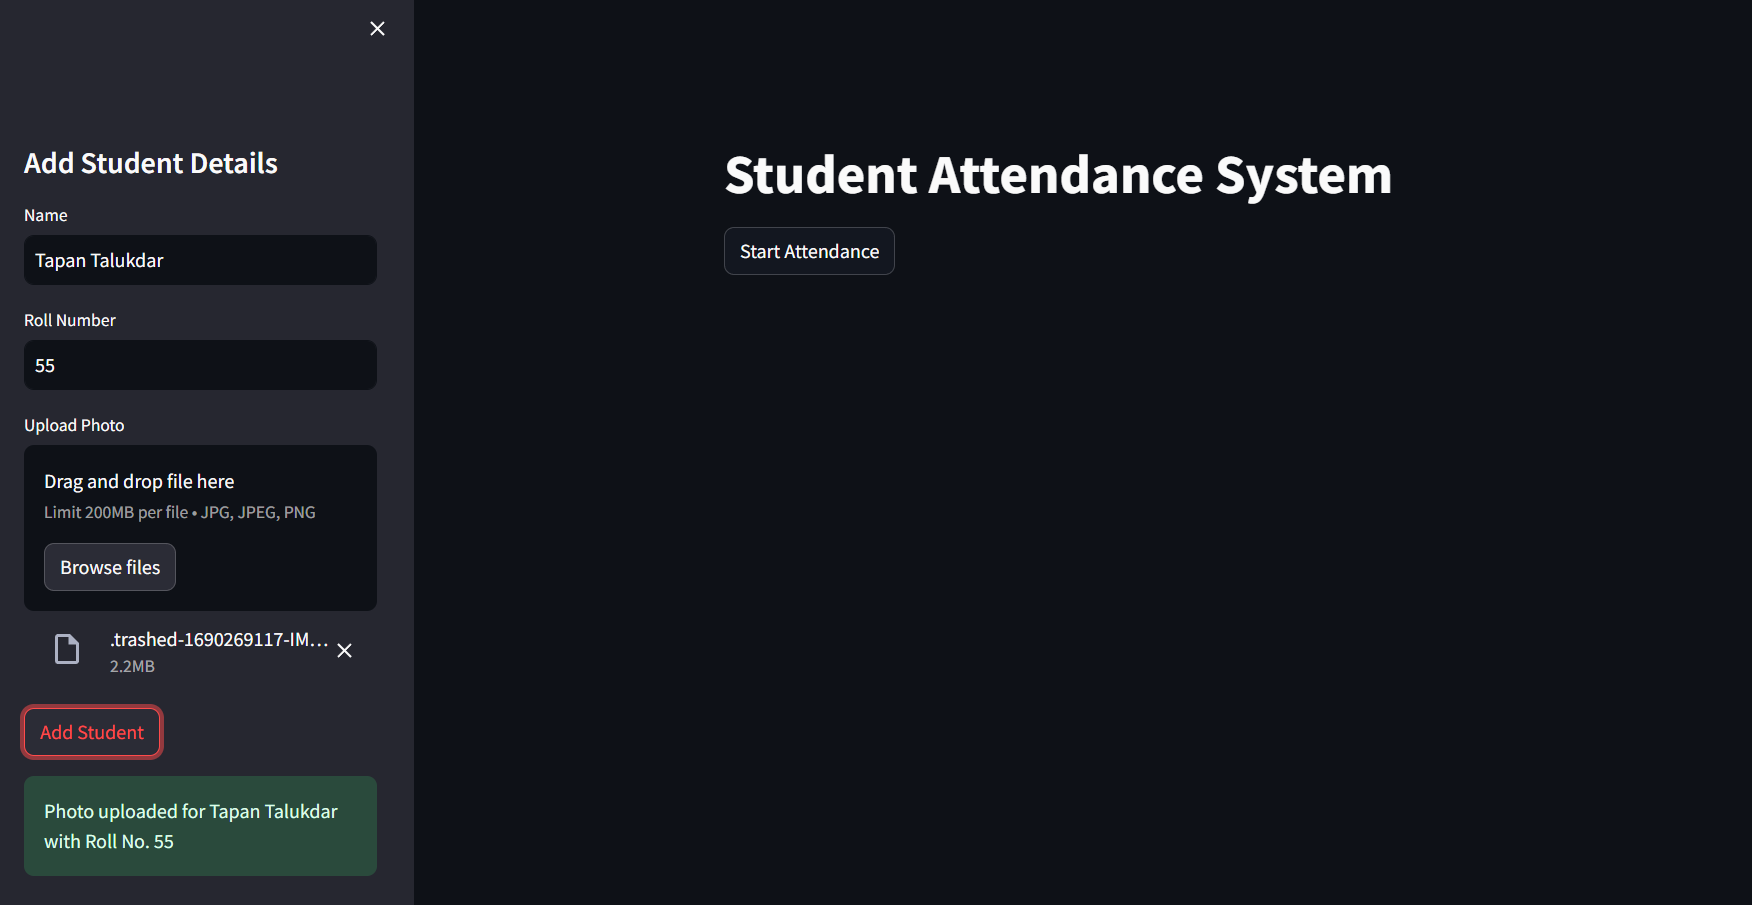 Add Student Details
Name
Tapan Talukdar
Roll Number
55
Upload Photo
Drag and drop file here
Limit 200MB per file • JPG, JPEG, PNG
Browse files
.trashed-1690269117-IM...
2.2MB
Add Student
Photo uploaded for Tapan Talukdar
with Roll No. 55
Student Attendance System
Start Attendance